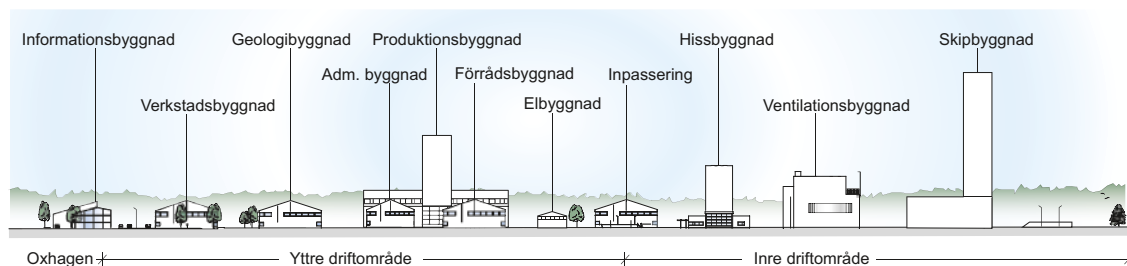 Informationsbyggnad
Geologibyggnad
Produktionsbyggnad
Hissbyggnad
Skipbyggnad
Adm. byggnad
Förrådsbyggnad
Inpassering
Verkstadsbyggnad
Elbyggnad
Ventilationsbyggnad
Oxhagen
Yttre driftområde
Inre driftområde